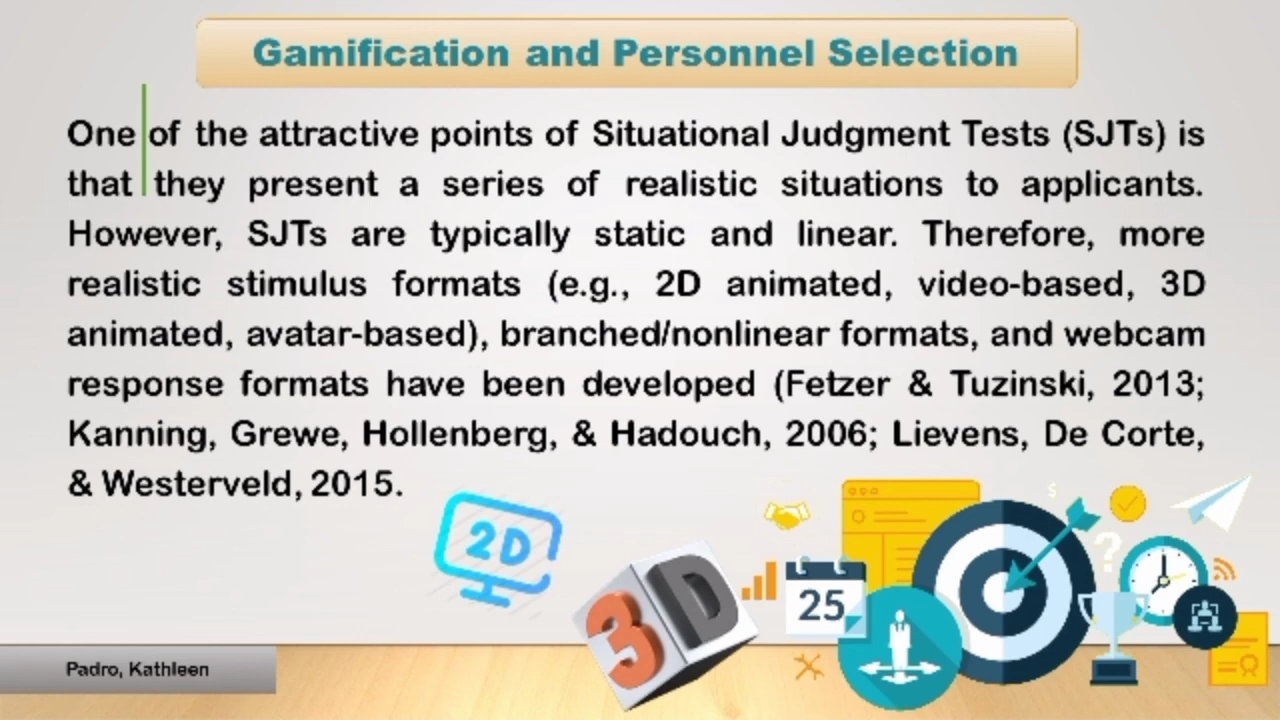 Gamification and Personnel Selection
One of the attractive points of Situational Judgment Tests (SJTs) is
that they present a series of realistic situations to applicants.
However, SJTs are typically static and linear. Therefore, more
realistic stimulus formats (e.g., 2D animated, video-based, 3D
animated, avatar-based), branched/nonlinear formats, and webcam
response formats have been developed (Fetzer & Tuzinski, 2013;
Kanning, Grewe, Hollenberg, & Hadouch, 2006; Lievens, De Corte,
& Westerveld, 2015.
2D
3D
25
$
?
Padro, Kathleen